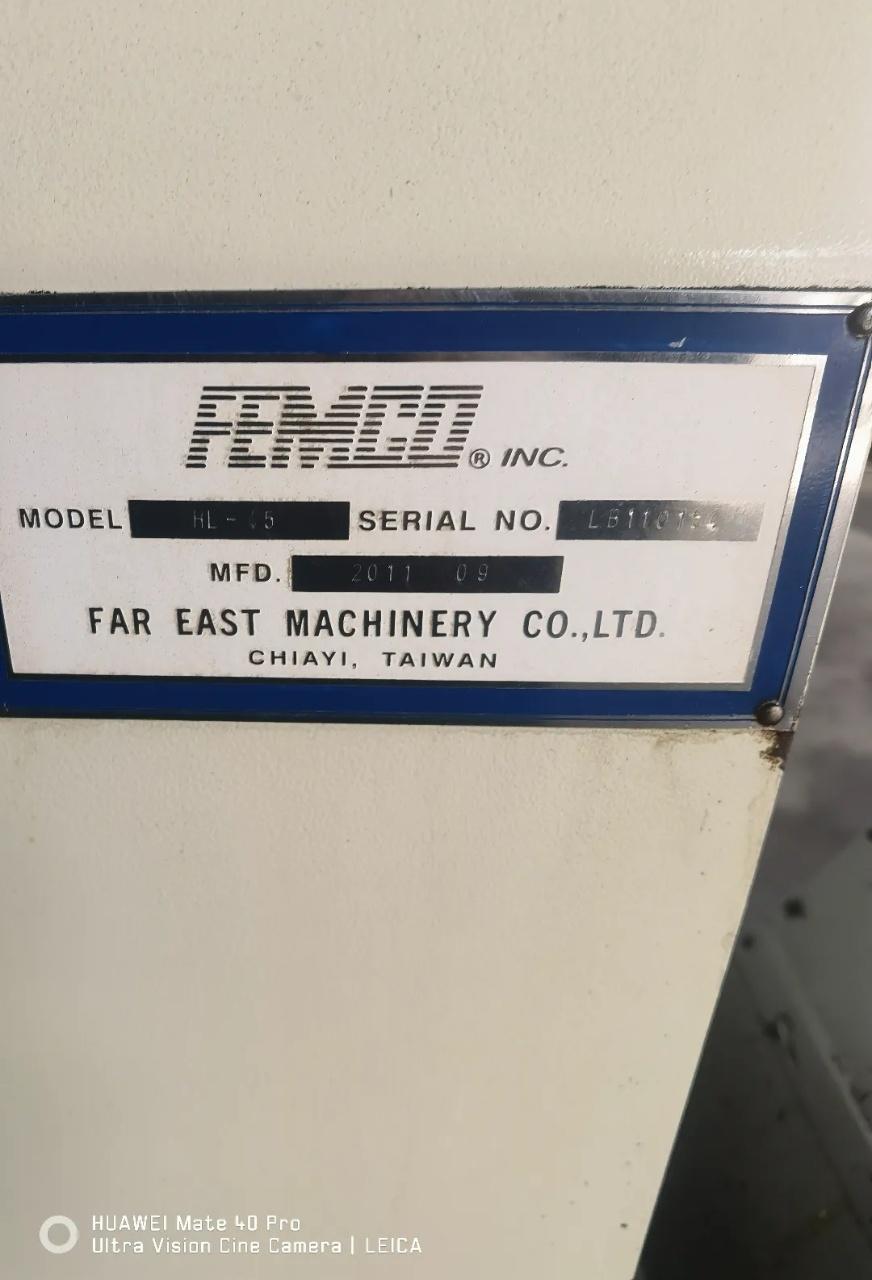 FEMCO ® INC.
MODEL SERIAL NO.
MFD. 2011 09
FAR EAST MACHINERY CO.,LTD.
CHIAYI, TAIWAN
HUAWEI Mate 40 Pro
Ultra Vision Cine Camera | LEICA